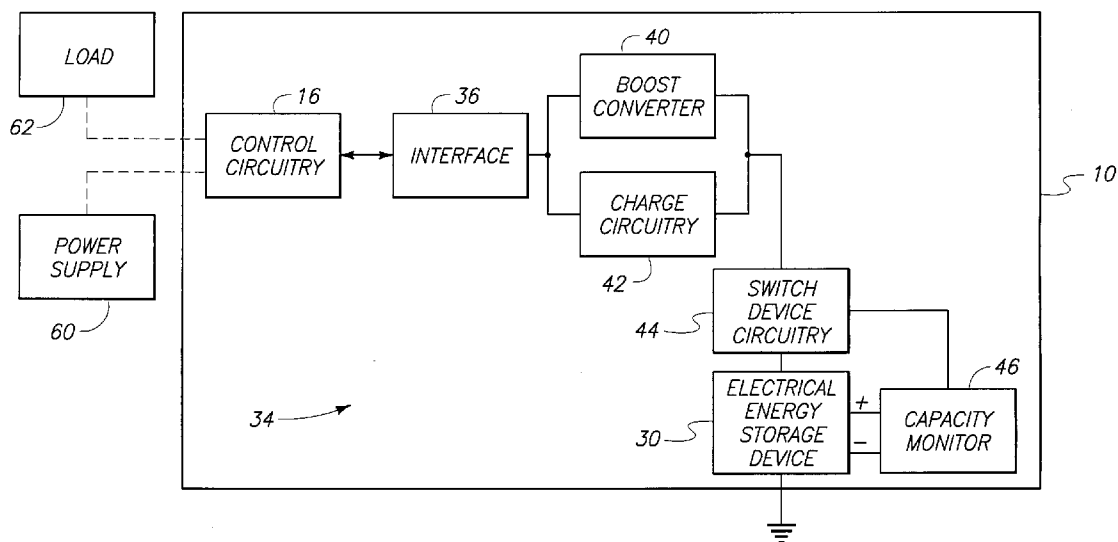 LOAD
62
POWER
SUPPLY
60
16
CONTROL
CIRCUITRY
36
INTERFACE
40
BOOST
CONVERTER
CHARGE
CIRCUITRY
42
10
SWITCH
DEVICE
CIRCUITRY
44
34
ELECTRICAL
ENERGY
STORAGE
DEVICE
30
+
−
46
CAPACITY
MONITOR